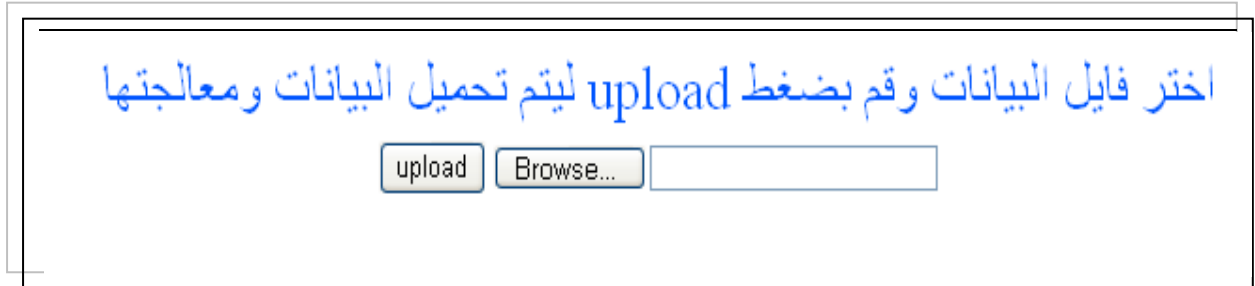 اختر فايل البيانات وقم بضغط upload ليتم تحميل البيانات ومعالجتها
Browse... upload